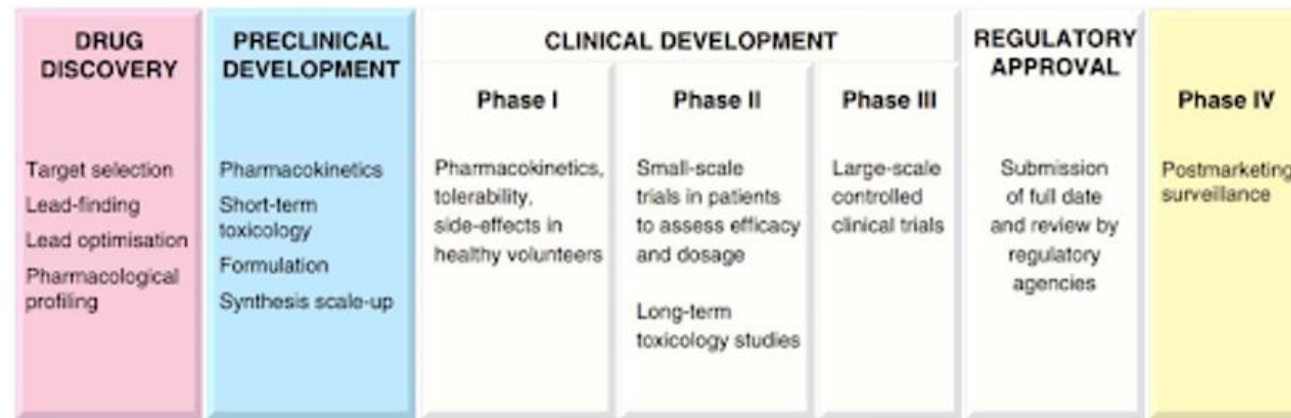 DRUG
DISCOVERY
Target selection
Lead-finding
Lead optimisation
Pharmacological
profiling
PRECLINICAL
DEVELOPMENT
Pharmacokinetics
Short-term
toxicology
Formulation
Synthesis scale-up
CLINICAL DEVELOPMENT
Phase I
Pharmacokinetics,
tolerability,
side-effects in
healthy volunteers
Phase II
Small-scale
trials in patients
to assess efficacy
and dosage
Long-term
toxicology studies
Phase III
Large-scale
controlled
clinical trials
REGULATORY
APPROVAL
Submission
of full date
and review by
regulatory
agencies
Phase IV
Postmarketing
surveillance